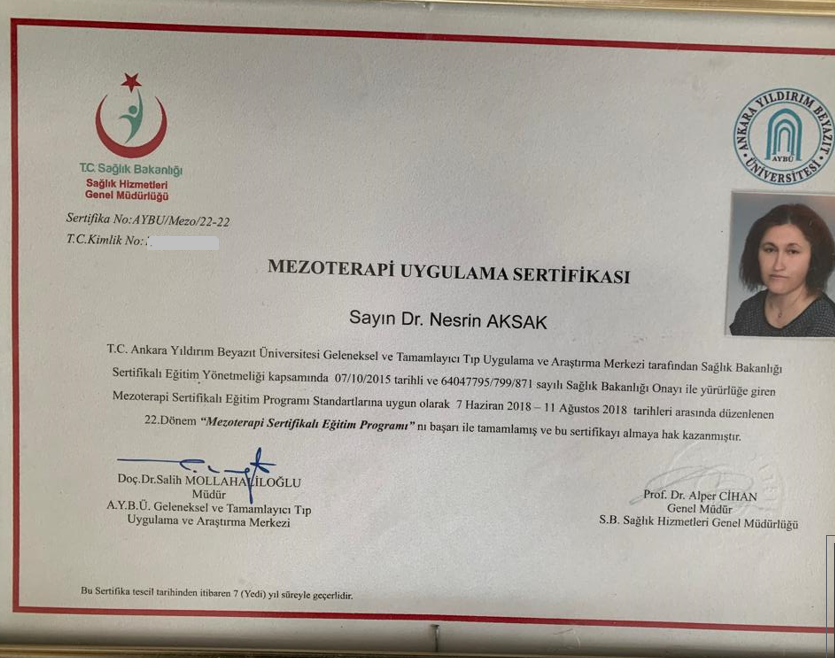 T.C. Sağlık Bakanlığı
Sağlık Hizmetleri
Genel Müdürlüğü
ANKARA YILDIRIM BEYAZIT
ÜNİVERSİTESİ
AYBÜ
Sertifika No:AYBU/Mezo/22-22
T.C.Kimlik No:
MEZOTERAPİ UYGULAMA SERTİFİKASI
Sayın Dr. Nesrin AKSAK
T.C. Ankara Yıldırım Beyazıt Üniversitesi Geleneksel ve Tamamlayıcı Tıp Uygulama ve Araştırma Merkezi tarafından Sağlık Bakanlığı
Sertifikalı Eğitim Yönetmeliği kapsamında 07/10/2015 tarihli ve 64047795/799/871 sayılı Sağlık Bakanlığı Onayı ile yürürlüğe giren
Mezoterapi Sertifikalı Eğitim Programı Standartlarına uygun olarak 7 Haziran 2018 – 11 Ağustos 2018 tarihleri arasında düzenlenen
22.Dönem “Mezoterapi Sertifikalı Eğitim Programı” nı başarı ile tamamlamış ve bu sertifikayı almaya hak kazanmıştır.
Doç.Dr.Salih MOLLAHALİLOĞLU
Müdür
A.Y.B.Ü. Geleneksel ve Tamamlayıcı Tıp
Uygulama ve Araştırma Merkezi
Prof. Dr. Alper CİHAN
Genel Müdür
S.B. Sağlık Hizmetleri Genel Müdürlüğü
Bu Sertifika tescil tarihinden itibaren 7 (Yedi) yıl süreyle geçerlidir.